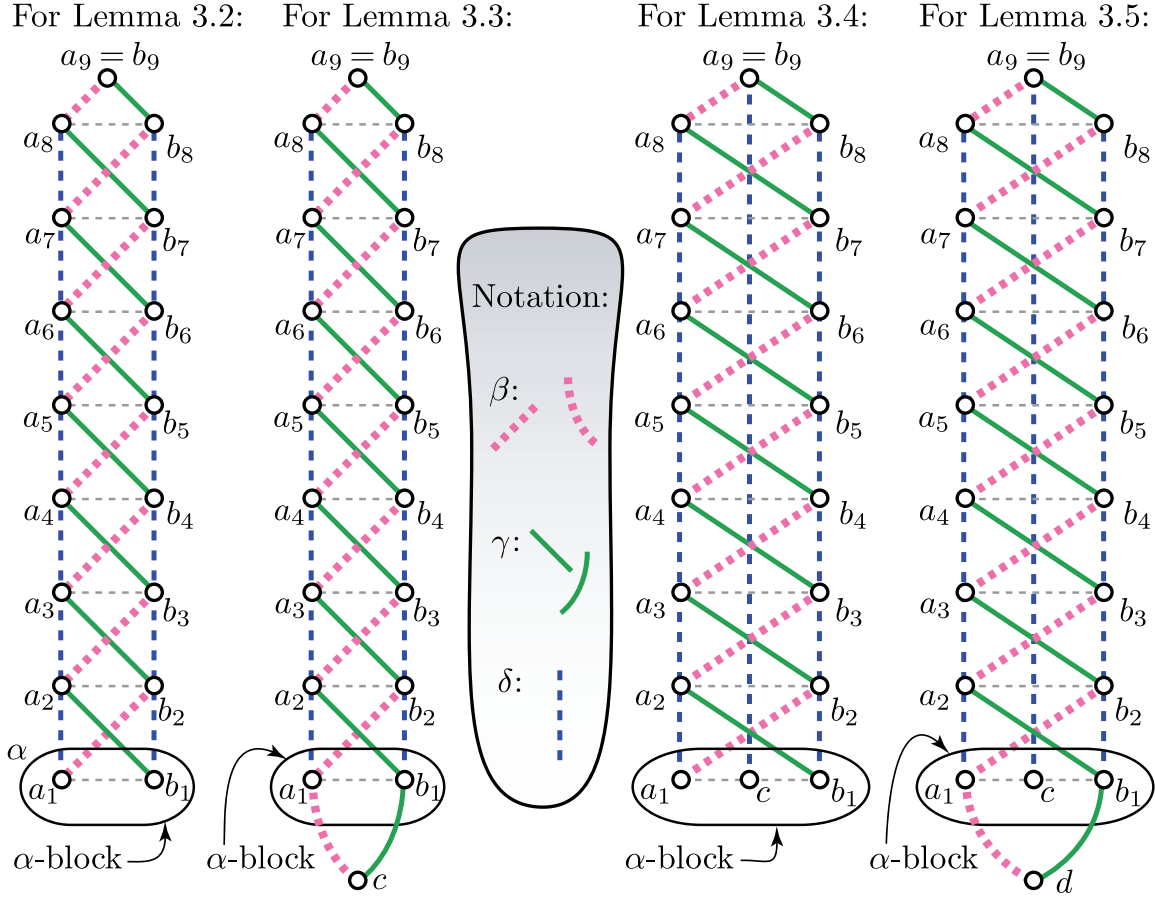 For Lemma 3.2: For Lemma 3.3: For Lemma 3.4: For Lemma 3.5:
a₉ = b₉ a₉ = b₉ a₉ = b₉ a₉ = b₉
a₈ b₈ a₈ b₈ a₈ b₈ a₈ b₈
a₇ b₇ a₇ b₇ a₇ b₇ a₇ b₇
Notation:
a₆ b₆ a₆ b₆ a₆ b₆ a₆ b₆
β:
a₅ b₅ a₅ b₅ a₅ b₅ a₅ b₅
a₄ b₄ a₄ b₄ a₄ b₄ a₄ b₄
γ:
a₃ b₃ a₃ b₃ a₃ b₃ a₃ b₃
δ:
a₂ b₂ a₂ b₂ a₂ b₂ a₂ b₂
α
a₁ b₁ a₁ b₁ a₁ c b₁ a₁ c b₁
α-block α-block α-block α-block
c d